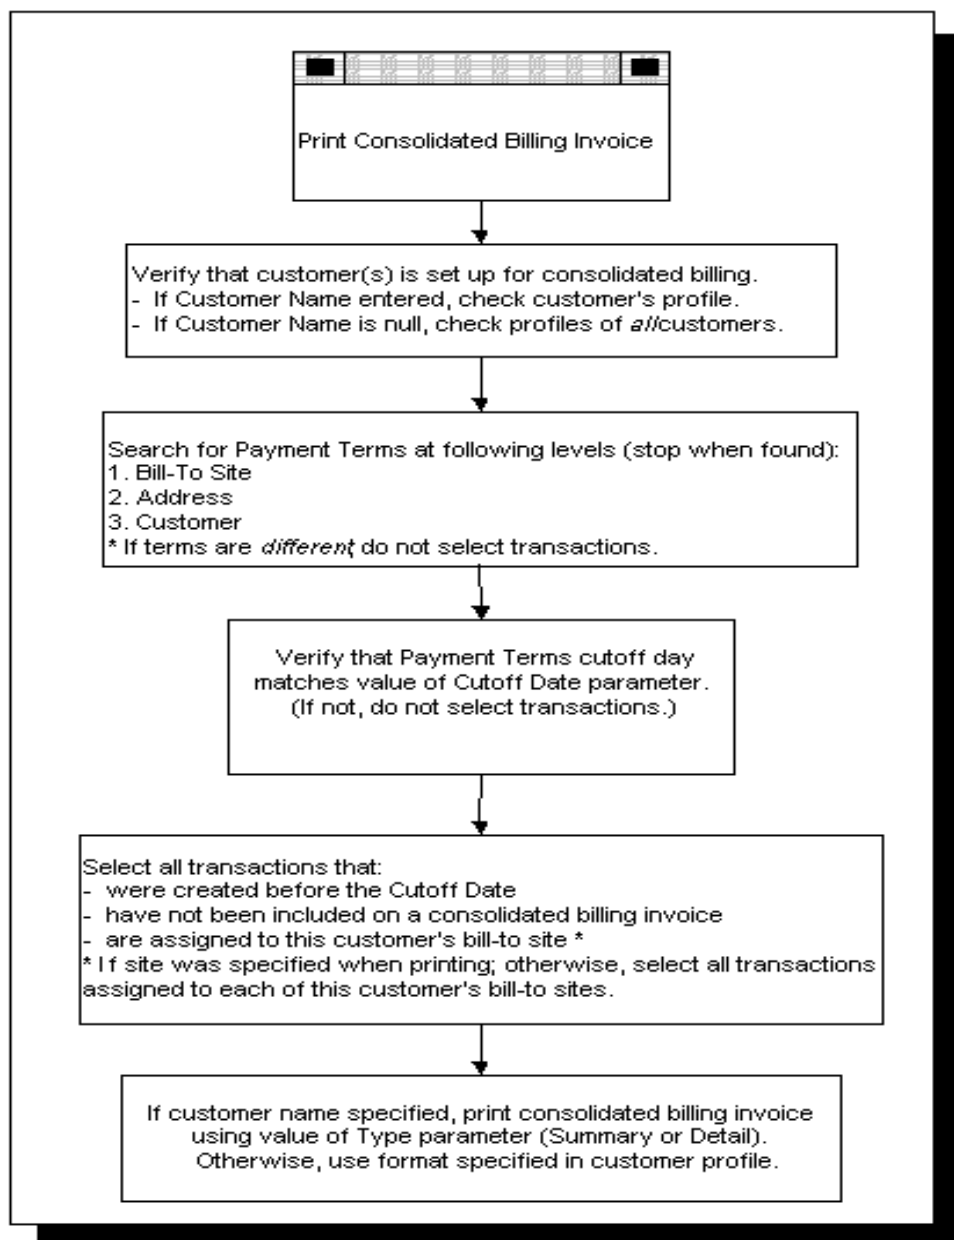 Print Consolidated Billing Invoice
Verify that customer(s) is set up for consolidated billing.
- If Customer Name entered, check customer's profile.
- If Customer Name is null, check profiles of allcustomers.
Search for Payment Terms at following levels (stop when found):
1. Bill-To Site
2. Address
3. Customer
* If terms are different, do not select transactions.
Verify that Payment Terms cutoff day
matches value of Cutoff Date parameter.
(If not, do not select transactions.)
Select all transactions that:
- were created before the Cutoff Date
- have not been included on a consolidated billing invoice
- are assigned to this customer's bill-to site *
* If site was specified when printing; otherwise, select all transactions
assigned to each of this customer's bill-to sites.
If customer name specified, print consolidated billing invoice
using value of Type parameter (Summary or Detail).
Otherwise, use format specified in customer profile.